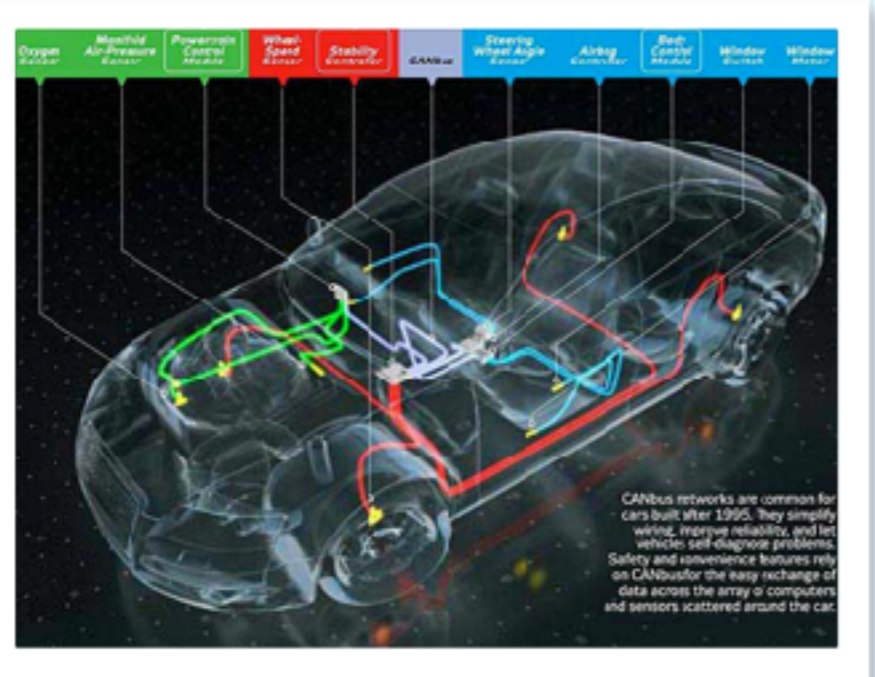 Oxygen Sensor
Manifold Air-Pressure Sensor
Powertrain Control Module
Wheel-Speed Sensor
Stability Controller
CANbus
Steering Wheel Angle Sensor
Airbag Controller
Body Control Module
Window Switch
Window Motor
CANbus networks are common for
cars built after 1995. They simplify
wiring, improve reliability, and let
vehicles self-diagnose problems.
Safety and convenience features rely
on CANbusfor the easy exchange of
data across the array of computers
and sensors scattered around the car.